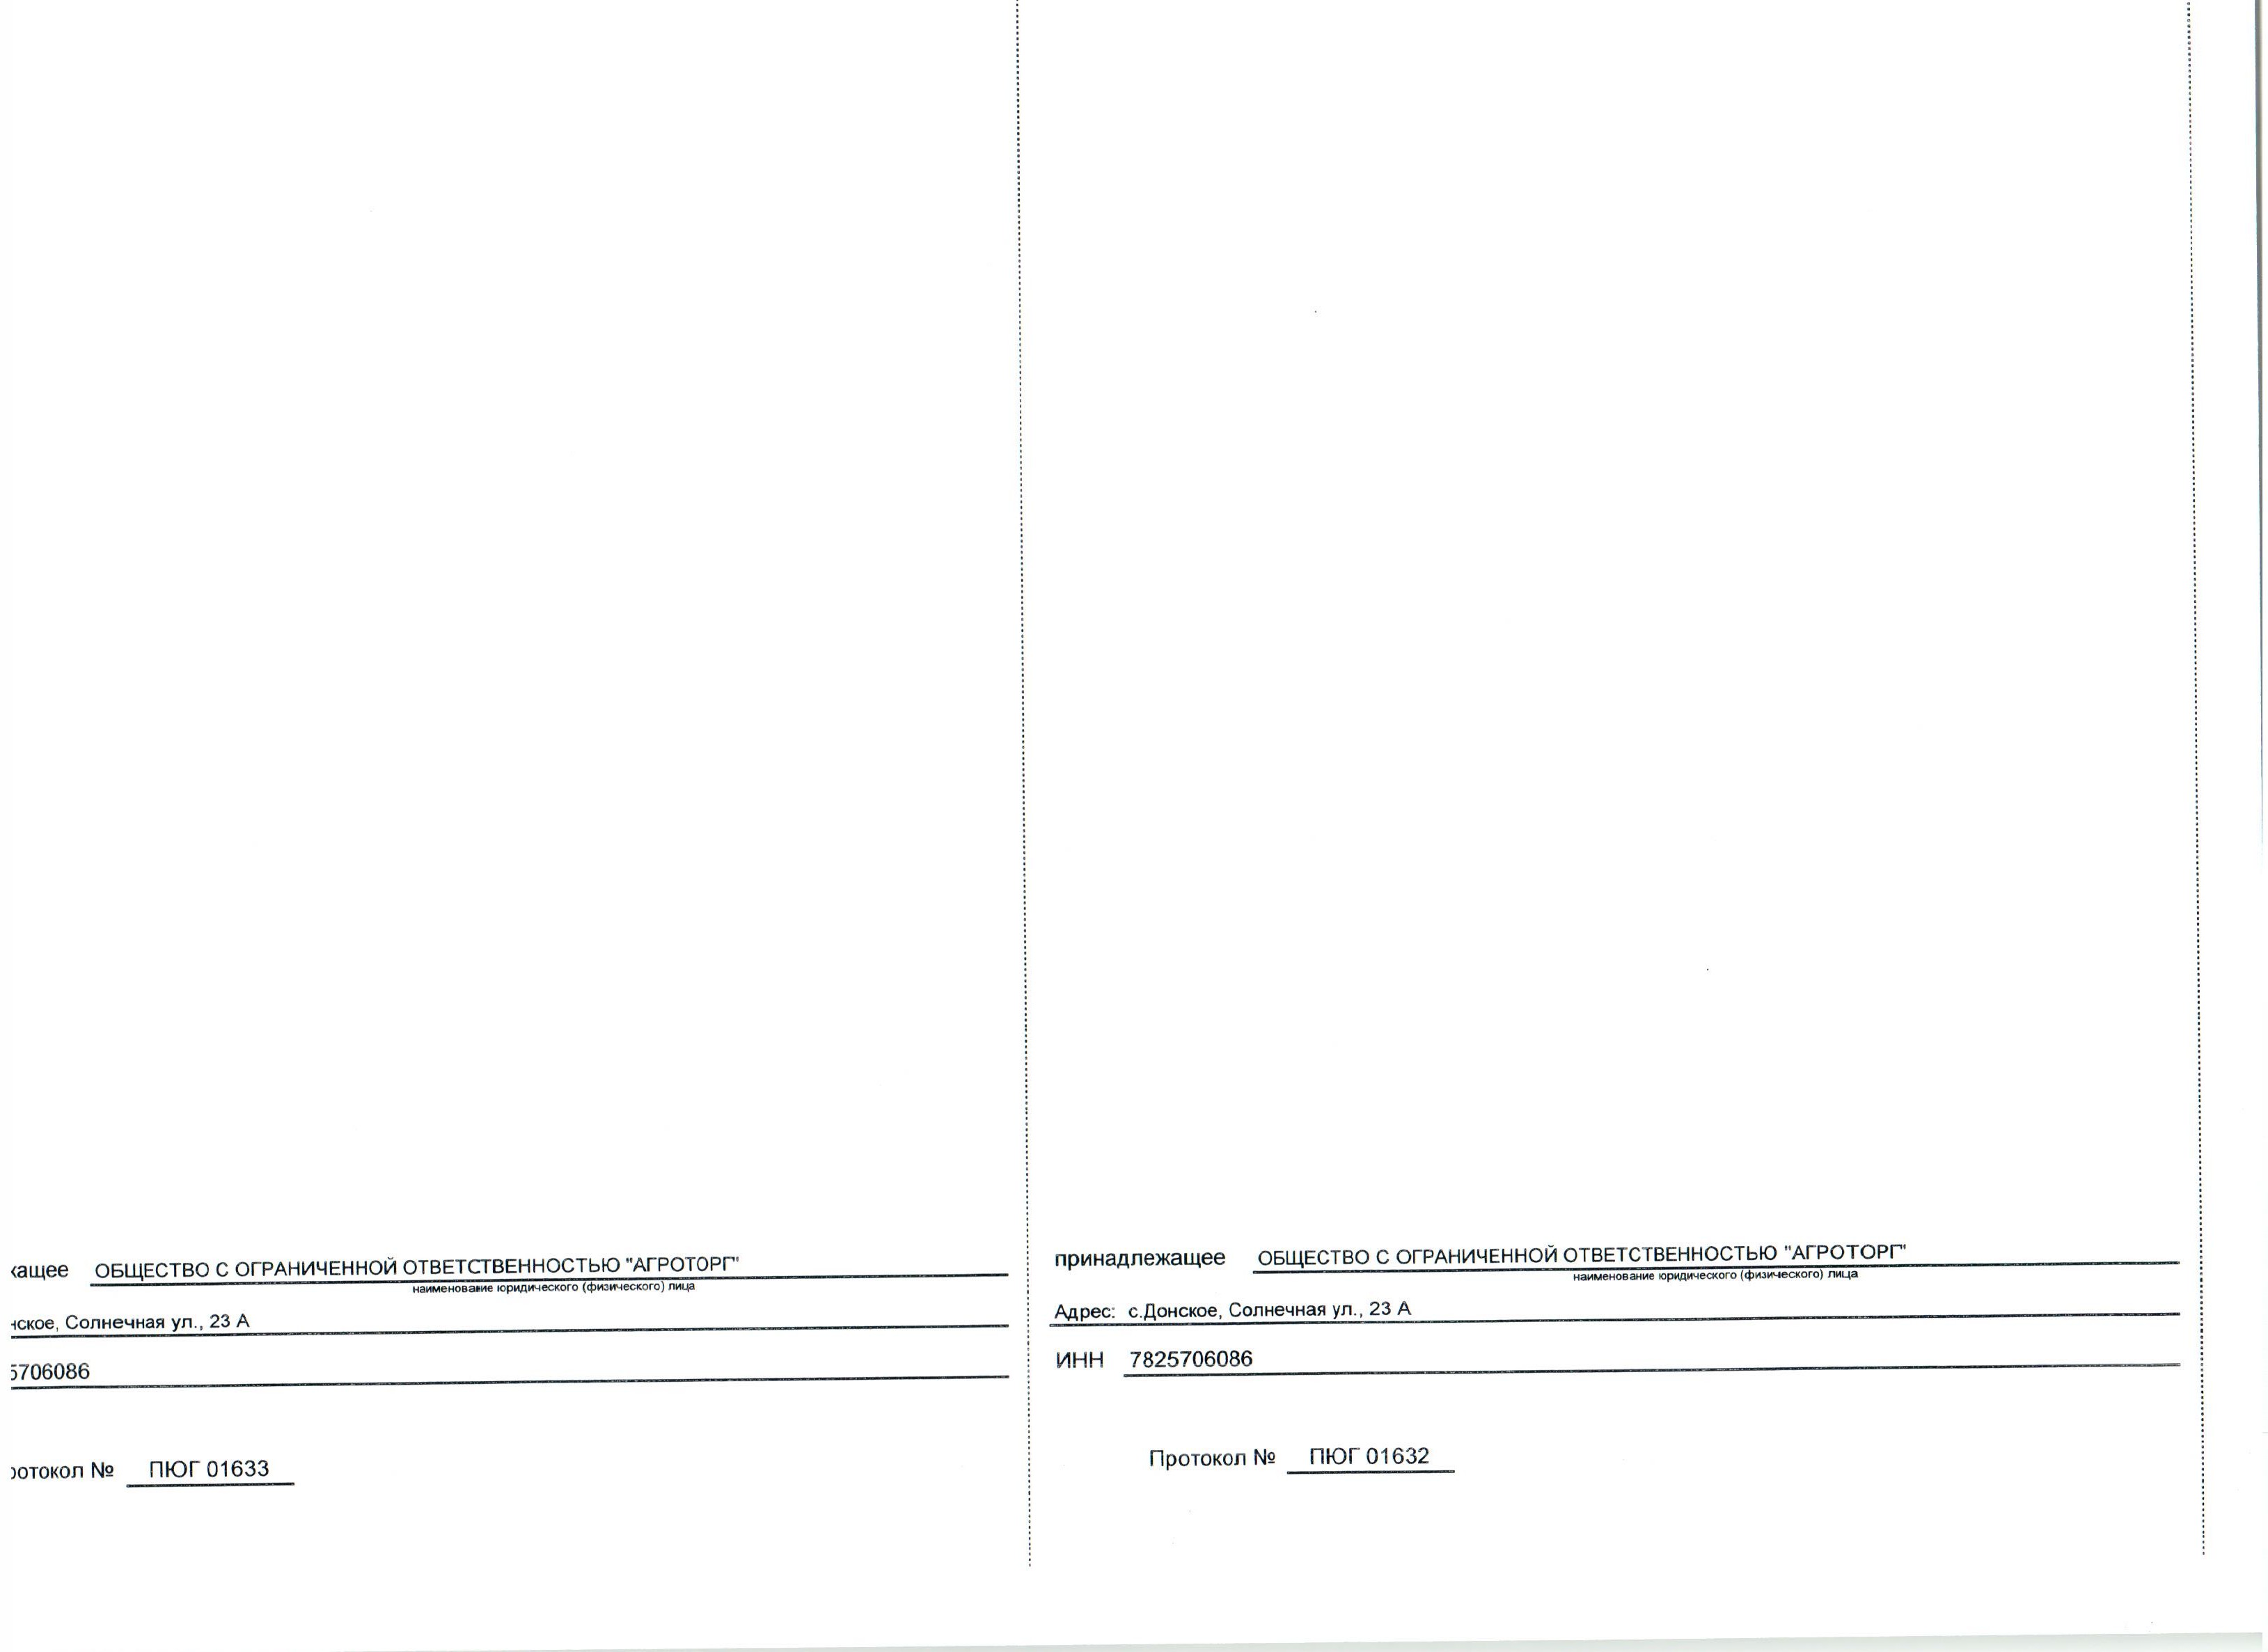 кащее ОБЩЕСТВО С ОГРАНИЧЕННОЙ ОТВЕТСТВЕННОСТЬЮ "АГРОТОРГ"
наименование юридического (физического) лица
нское, Солнечная ул., 23 А
5706086
ротокол № ПЮГ 01633
принадлежащее ОБЩЕСТВО С ОГРАНИЧЕННОЙ ОТВЕТСТВЕННОСТЬЮ "АГРОТОРГ"
наименование юридического (физического) лица
Адрес: с.Донское, Солнечная ул., 23 А
ИНН 7825706086
Протокол № ПЮГ 01632